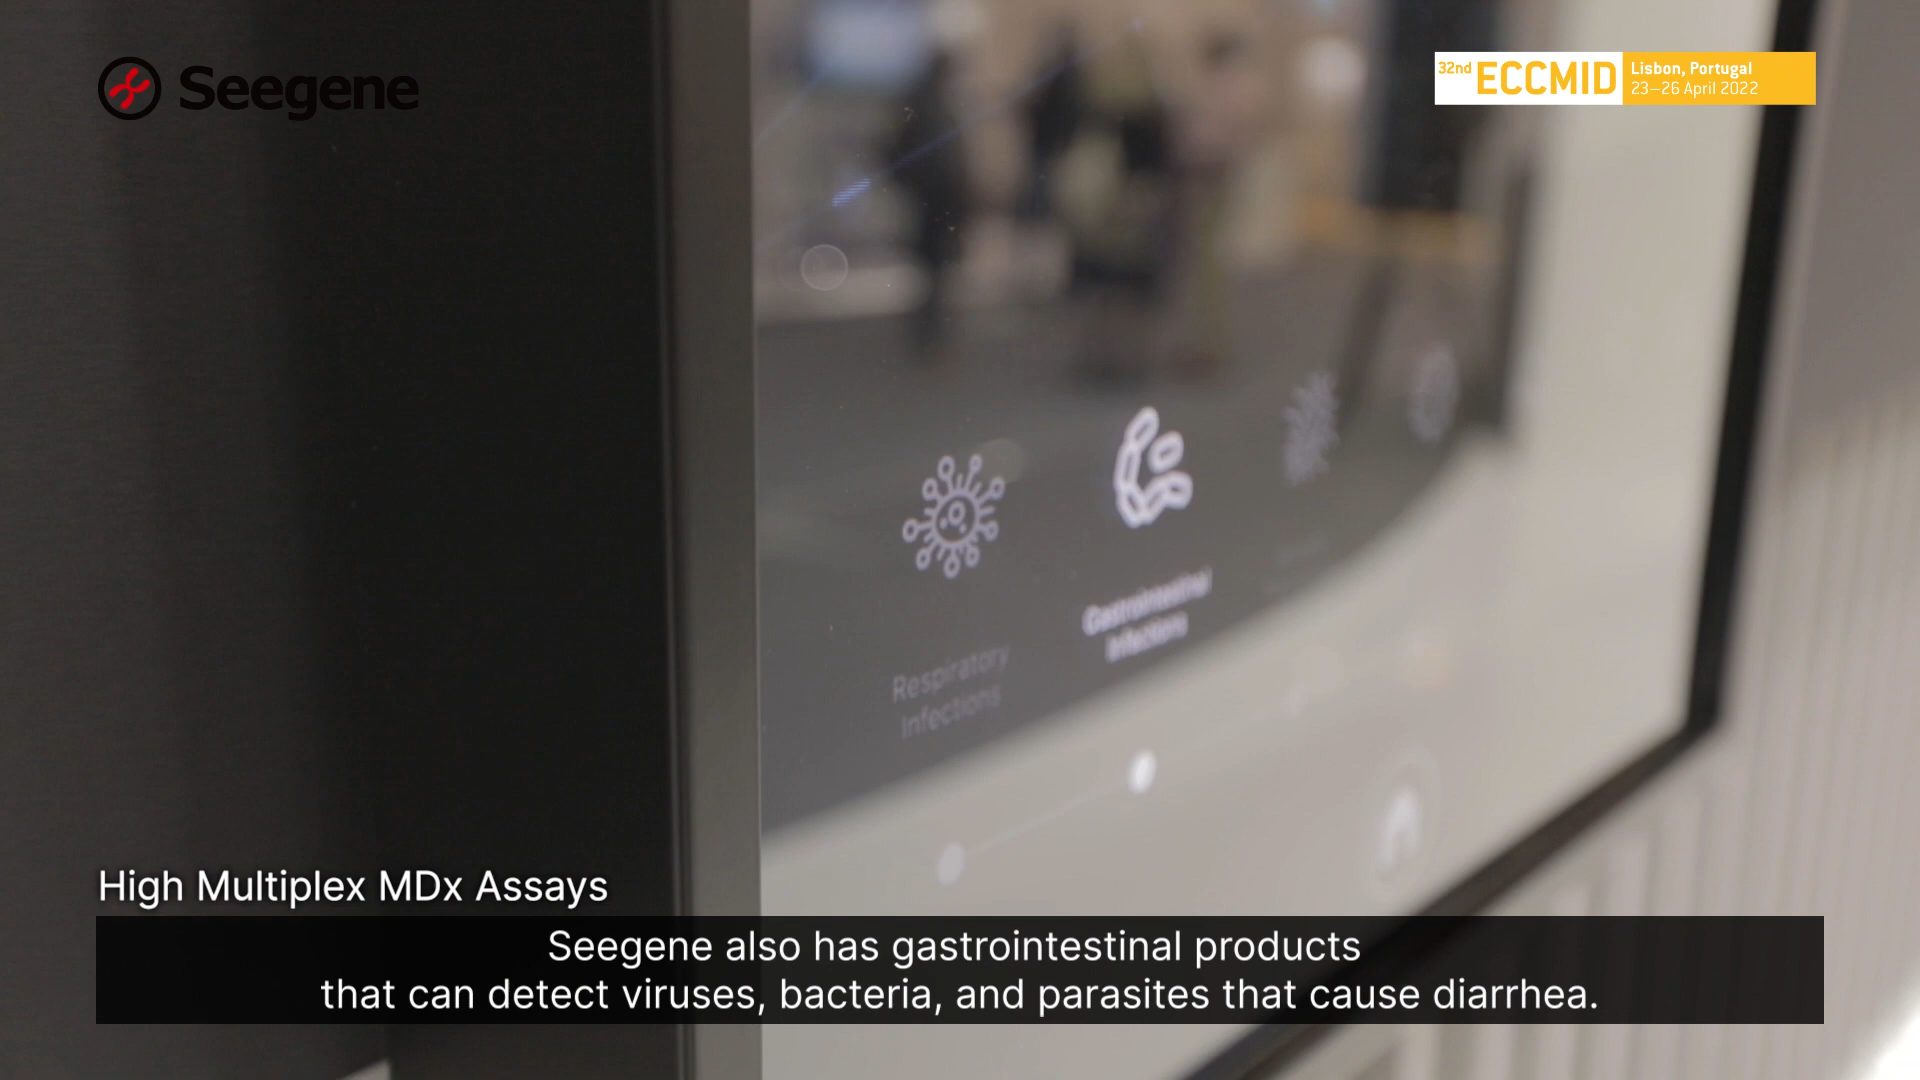 Seegene
32nd ECCMID
Lisbon, Portugal
23–26 April 2022
Respiratory
Infections
Gastrointestinal
Infections
High Multiplex MDx Assays
Seegene also has gastrointestinal products
that can detect viruses, bacteria, and parasites that cause diarrhea.